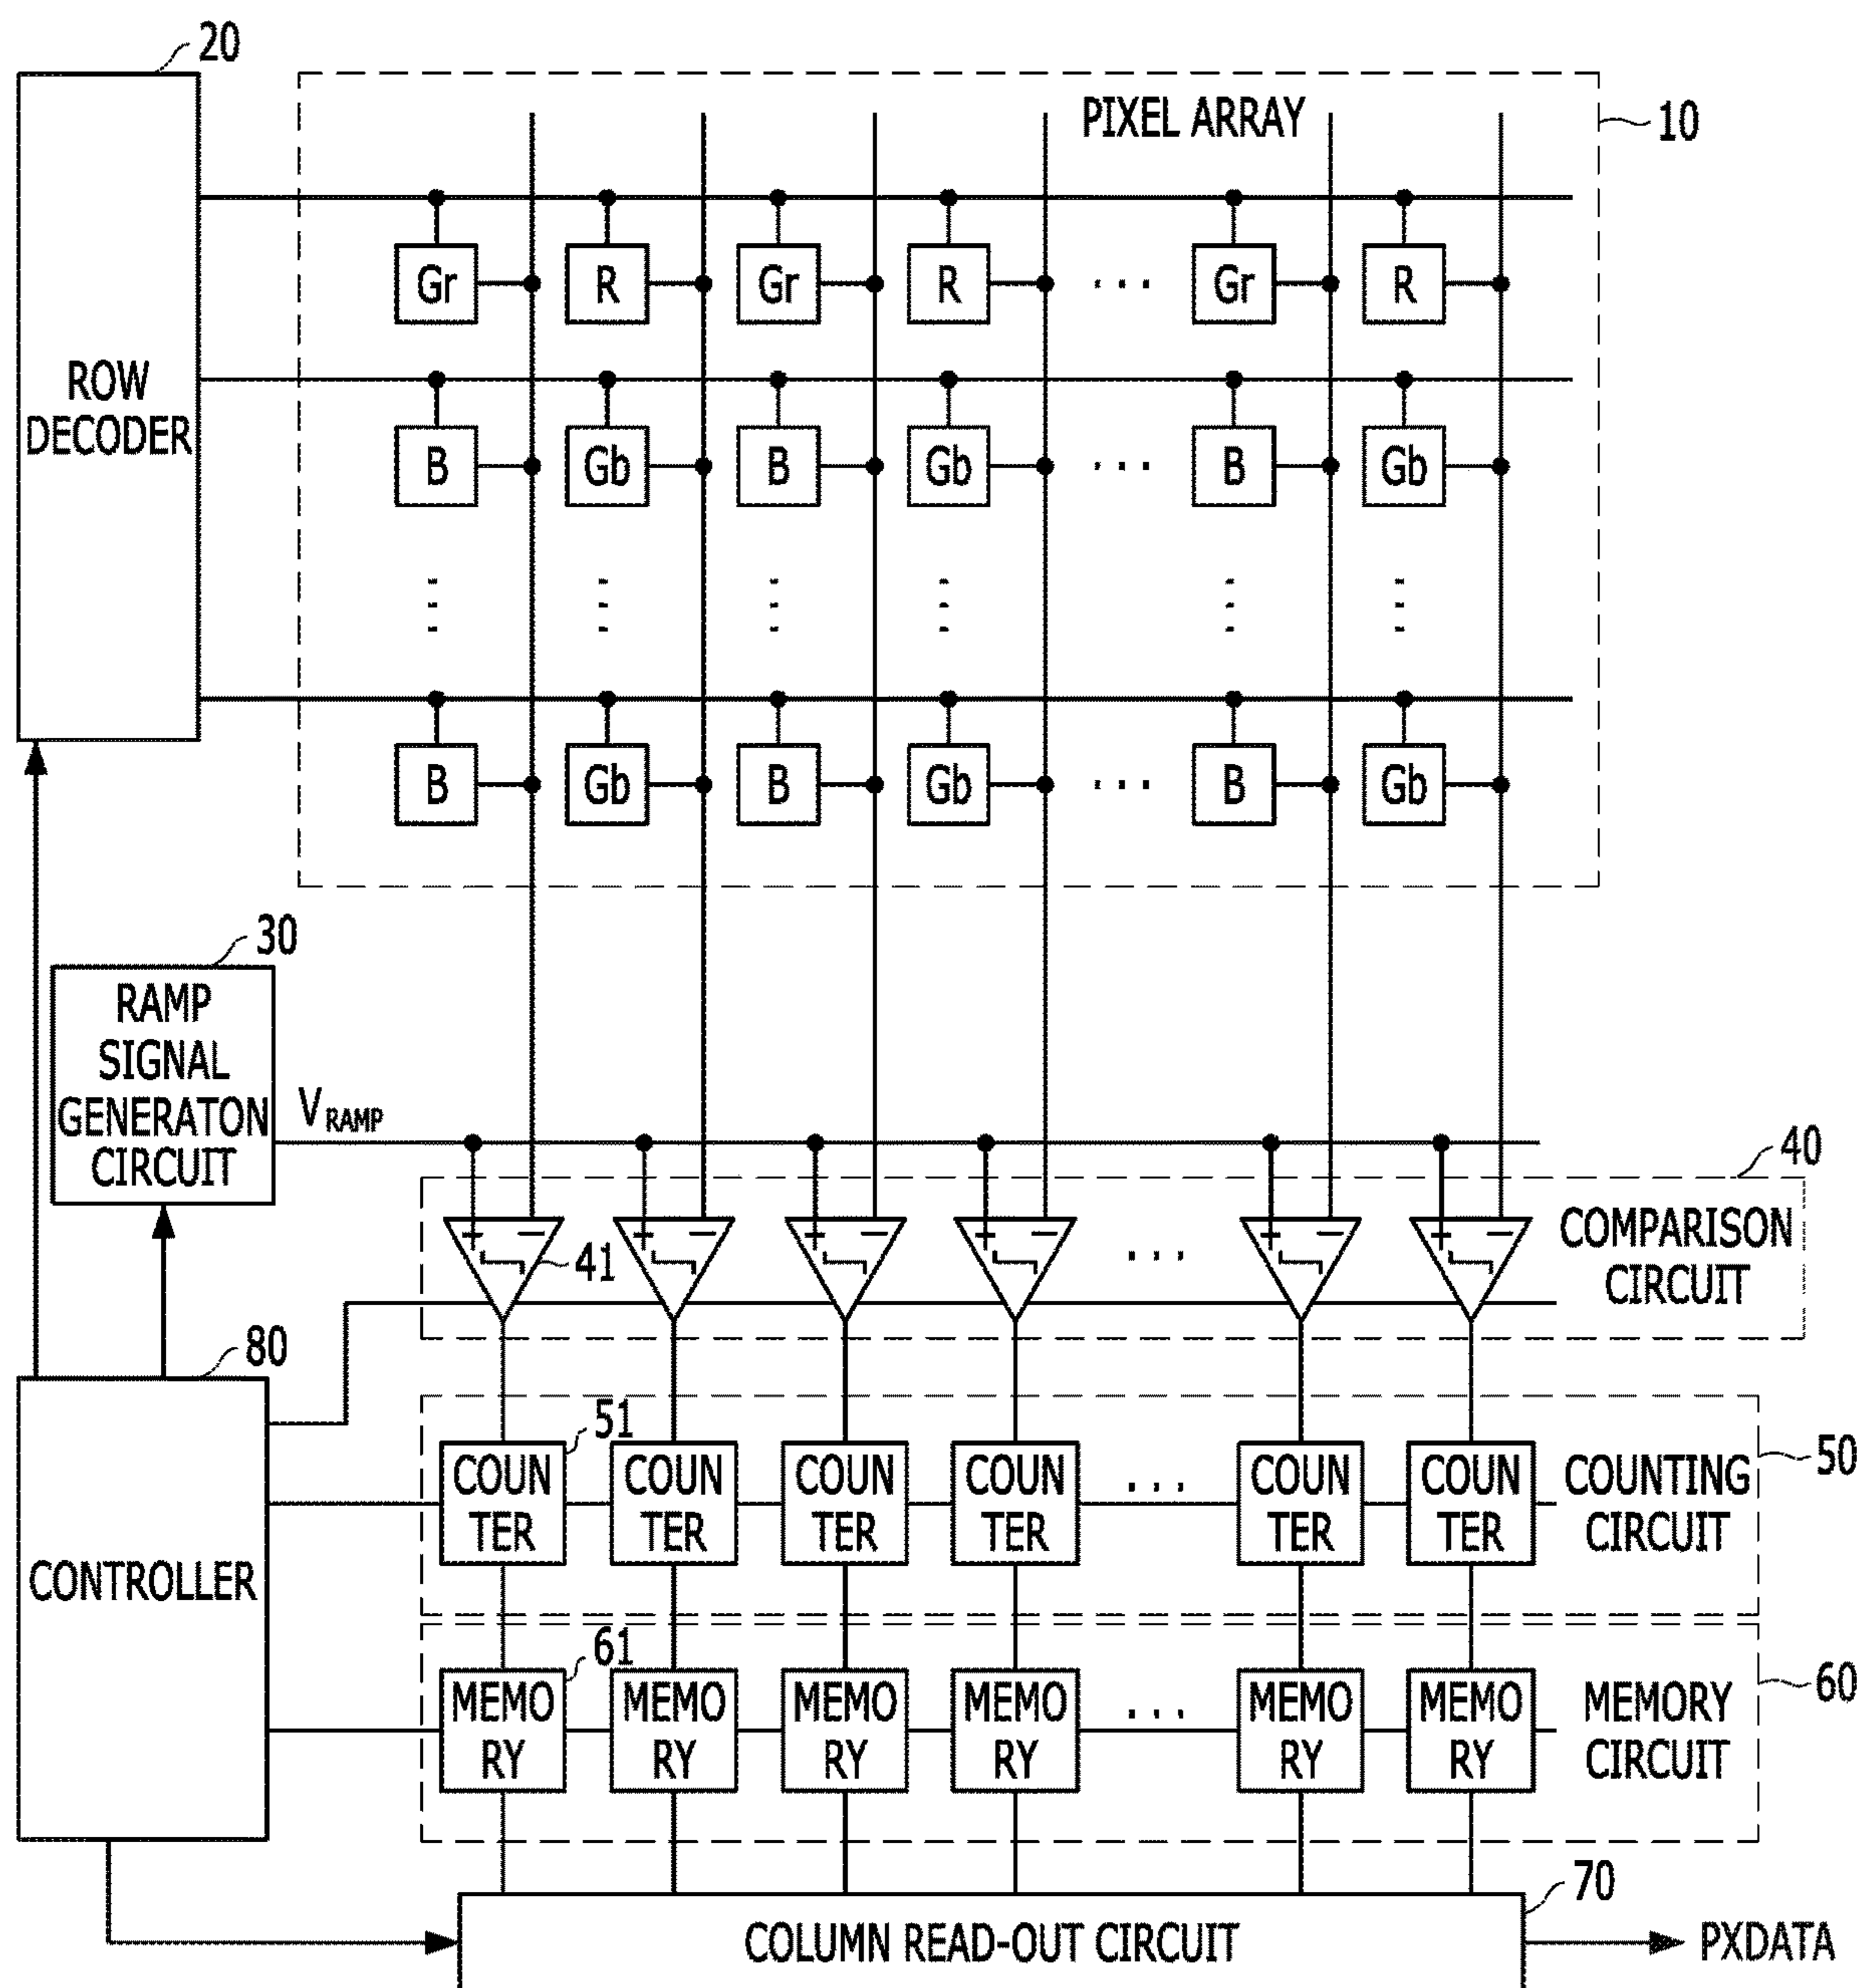 20
PIXEL ARRAY
10
Gr R Gr R ... Gr R
ROW
DECODER
B Gb B Gb ... B Gb
B Gb B Gb ... B Gb
30
RAMP
SIGNAL
GENERATON
CIRCUIT
VRAMP
40
+ − + − + − + − ... + − + −
41
COMPARISON
CIRCUIT
80
CONTROLLER
51
50
COUN COUN COUN COUN ... COUN COUN
TER TER TER TER TER TER
COUNTING
CIRCUIT
61
60
MEMO MEMO MEMO MEMO ... MEMO MEMO
RY RY RY RY RY RY
MEMORY
CIRCUIT
70
COLUMN READ-OUT CIRCUIT
PXDATA